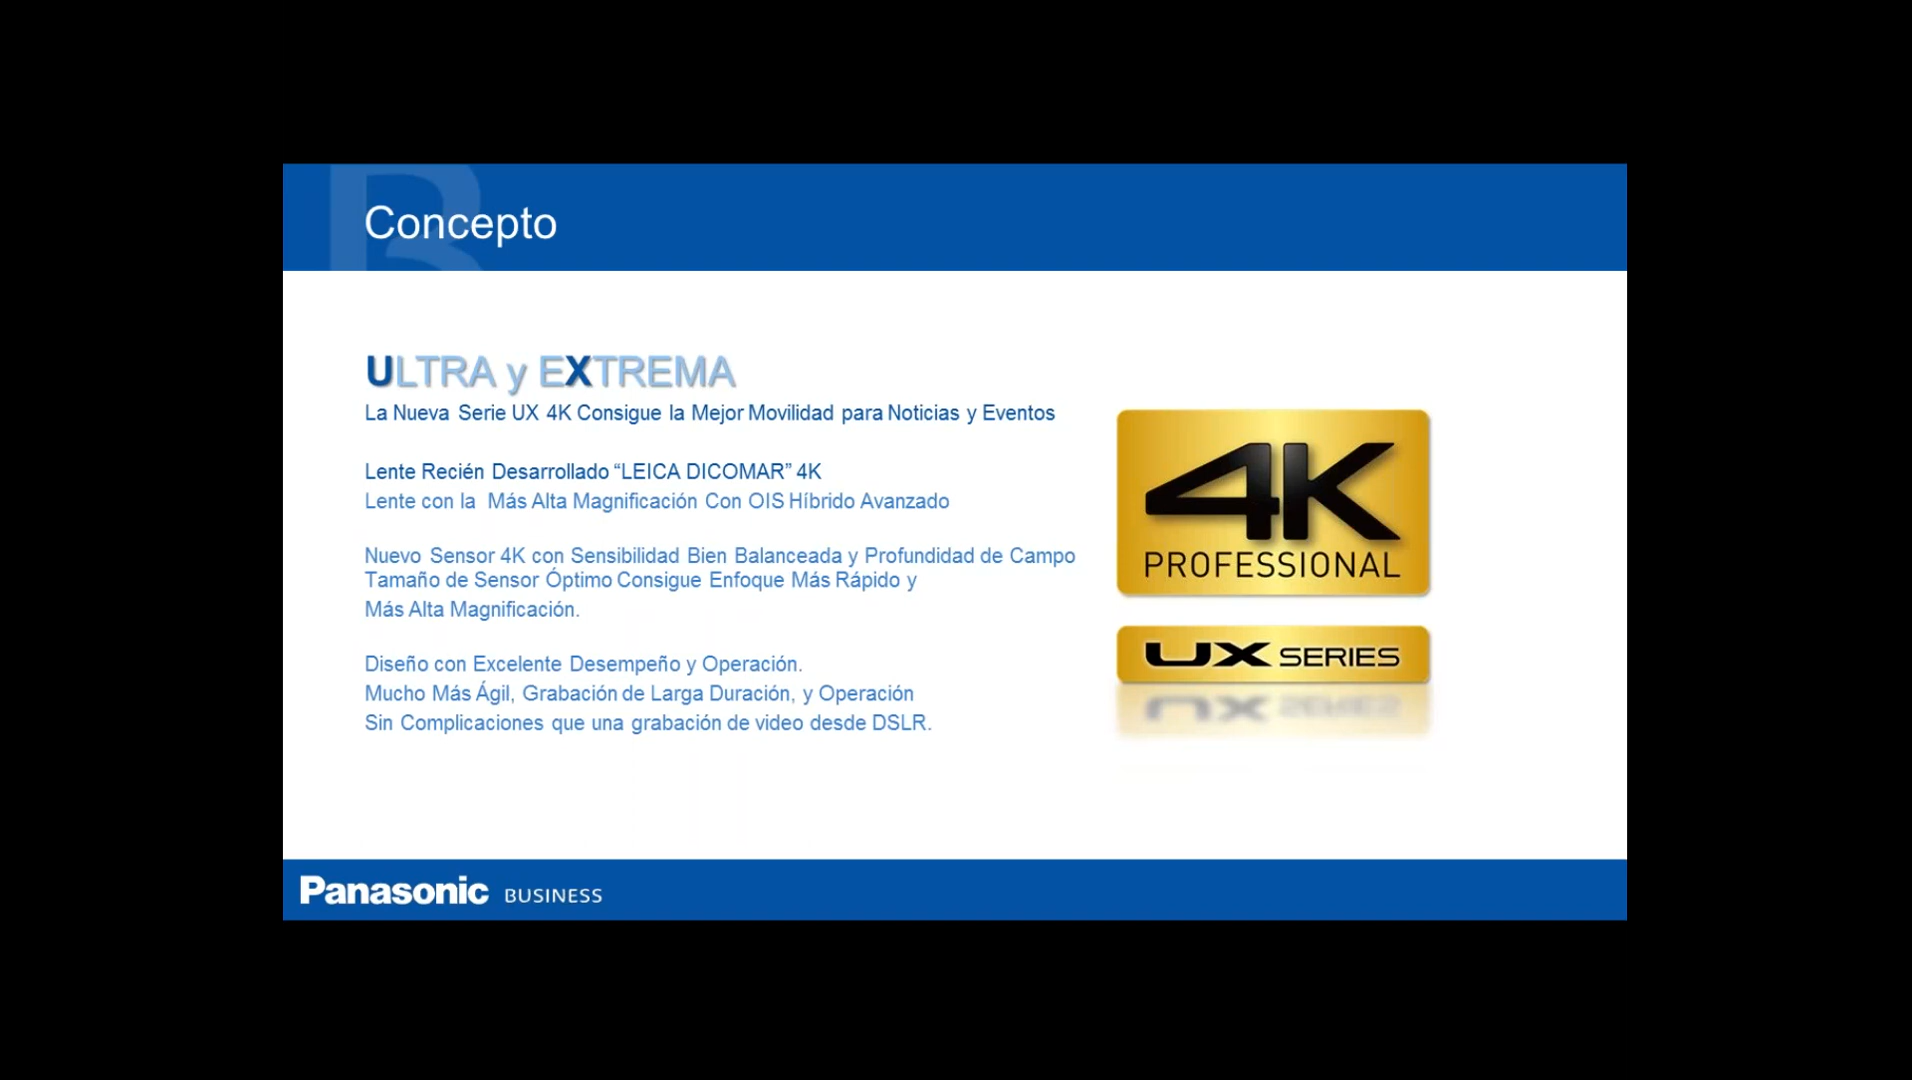 Concepto
ULTRA y EXTREMA
La Nueva Serie UX 4K Consigue la Mejor Movilidad para Noticias y Eventos
Lente Recién Desarrollado “LEICA DICOMAR” 4K
Lente con la Más Alta Magnificación Con OIS Híbrido Avanzado
Nuevo Sensor 4K con Sensibilidad Bien Balanceada y Profundidad de Campo
Tamaño de Sensor Óptimo Consigue Enfoque Más Rápido y
Más Alta Magnificación.
Diseño con Excelente Desempeño y Operación.
Mucho Más Ágil, Grabación de Larga Duración, y Operación
Sin Complicaciones que una grabación de video desde DSLR.
4K
PROFESSIONAL
UX SERIES
Panasonic BUSINESS